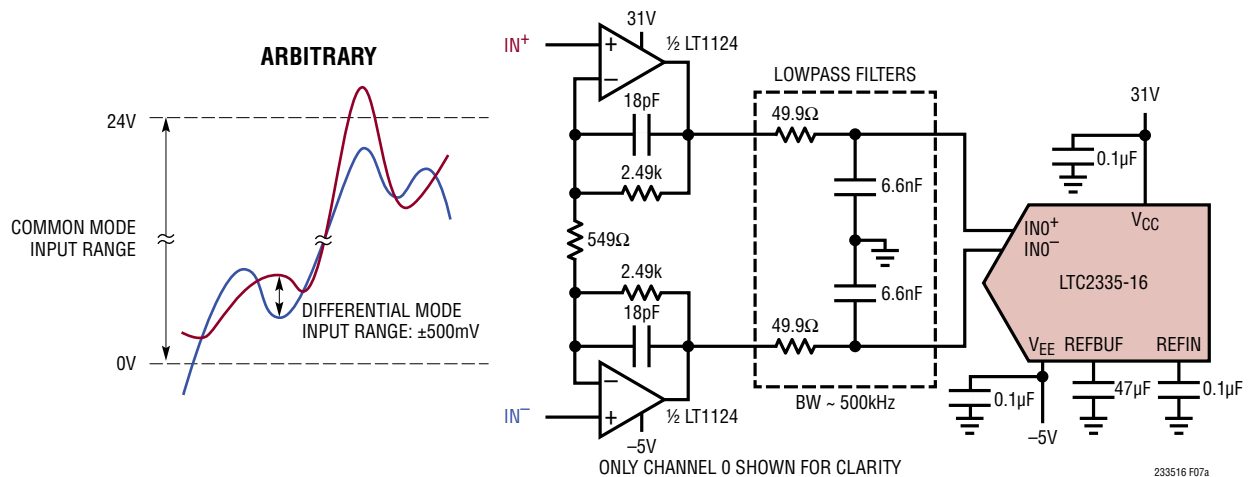 ARBITRARY
24V
COMMON MODE
INPUT RANGE
DIFFERENTIAL MODE
INPUT RANGE: ±500mV
0V
IN+
31V
½ LT1124
+
–
18pF
2.49k
549Ω
2.49k
18pF
–
+
½ LT1124
–5V
IN–
LOWPASS FILTERS
49.9Ω
6.6nF
6.6nF
49.9Ω
BW ~ 500kHz
31V
0.1µF
VCC
IN0+
IN0–
LTC2335-16
VEE
REFBUF
REFIN
0.1µF
47µF
0.1µF
–5V
ONLY CHANNEL 0 SHOWN FOR CLARITY
233516 F07a